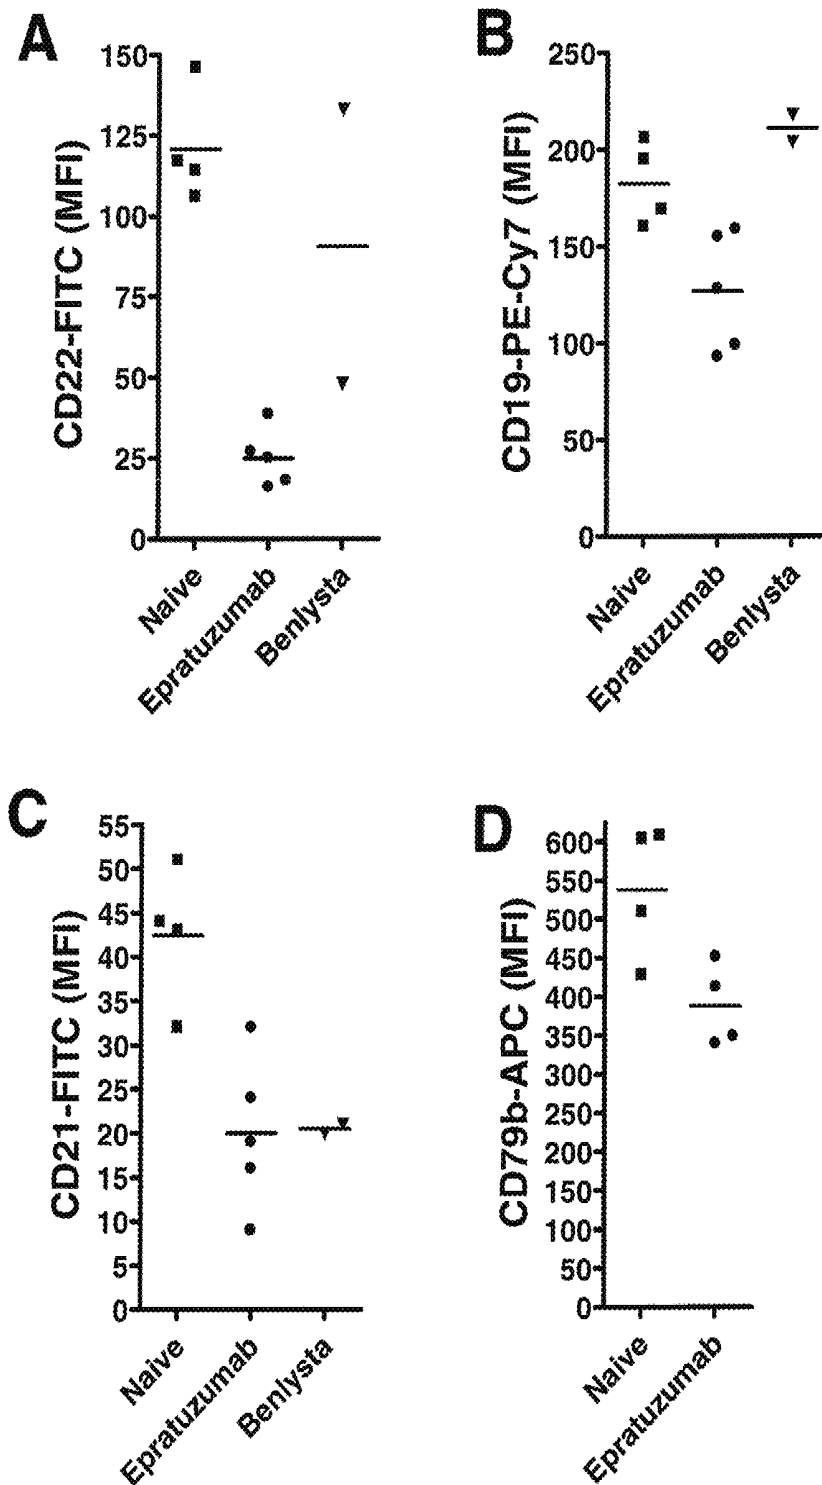 A
CD22-FITC (MFI)
150
125
100
75
50
25
0
Naive
Epratuzumab
Benlysta
B
CD19-PE-Cy7 (MFI)
250
200
150
100
50
0
Naive
Epratuzumab
Benlysta
C
CD21-FITC (MFI)
55
50
45
40
35
30
25
20
15
10
5
0
Naive
Epratuzumab
Benlysta
D
CD79b-APC (MFI)
600
550
500
450
400
350
300
250
200
150
100
50
0
Naive
Epratuzumab